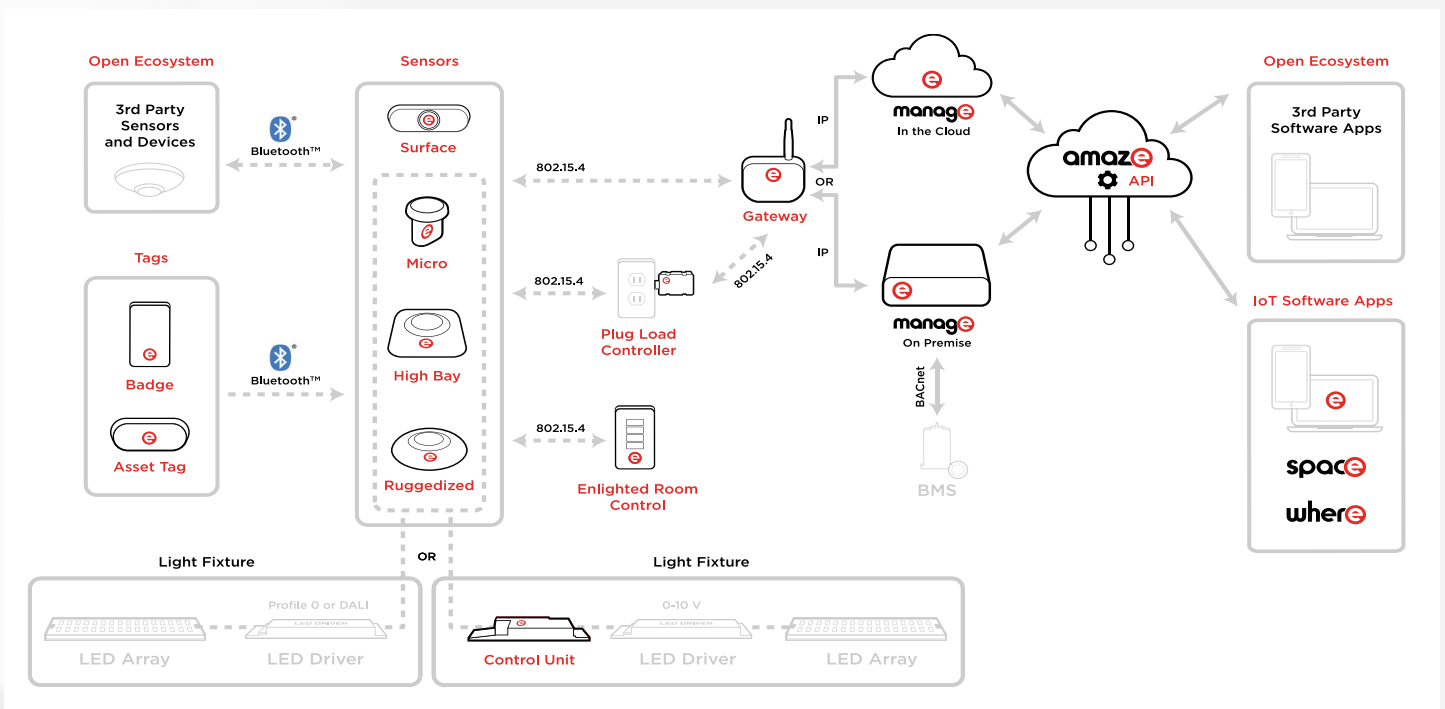 Open Ecosystem
3rd Party
Sensors
and Devices
Bluetooth™
Tags
Badge
Asset Tag
Bluetooth™
Sensors
Surface
Micro
High Bay
Ruggedized
802.15.4
802.15.4
802.15.4
802.15.4
Plug Load
Controller
Enlighted Room
Control
Gateway
IP
OR
IP
manage
In the Cloud
manage
On Premise
BACnet
BMS
amaze
API
Open Ecosystem
3rd Party
Software Apps
IoT Software Apps
space
where
Light Fixture
Profile 0 or DALI
LED DRIVER
LED Array
LED Driver
OR
Light Fixture
0-10 V
LED DRIVER
Control Unit
LED Driver
LED Array